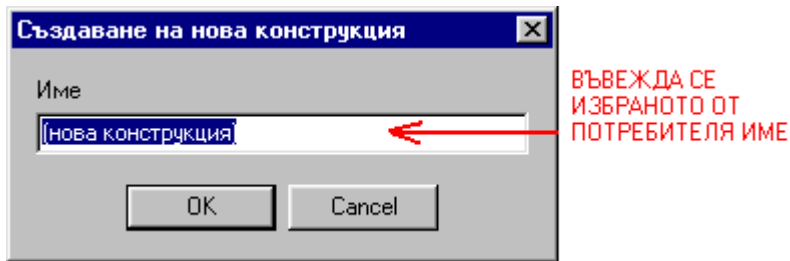 Създаване на нова конструкция
Име
(нова конструкция)
OK
Cancel
ВЪВЕЖДА СЕ
ИЗБРАНОТО ОТ
ПОТРЕБИТЕЛЯ ИМЕ